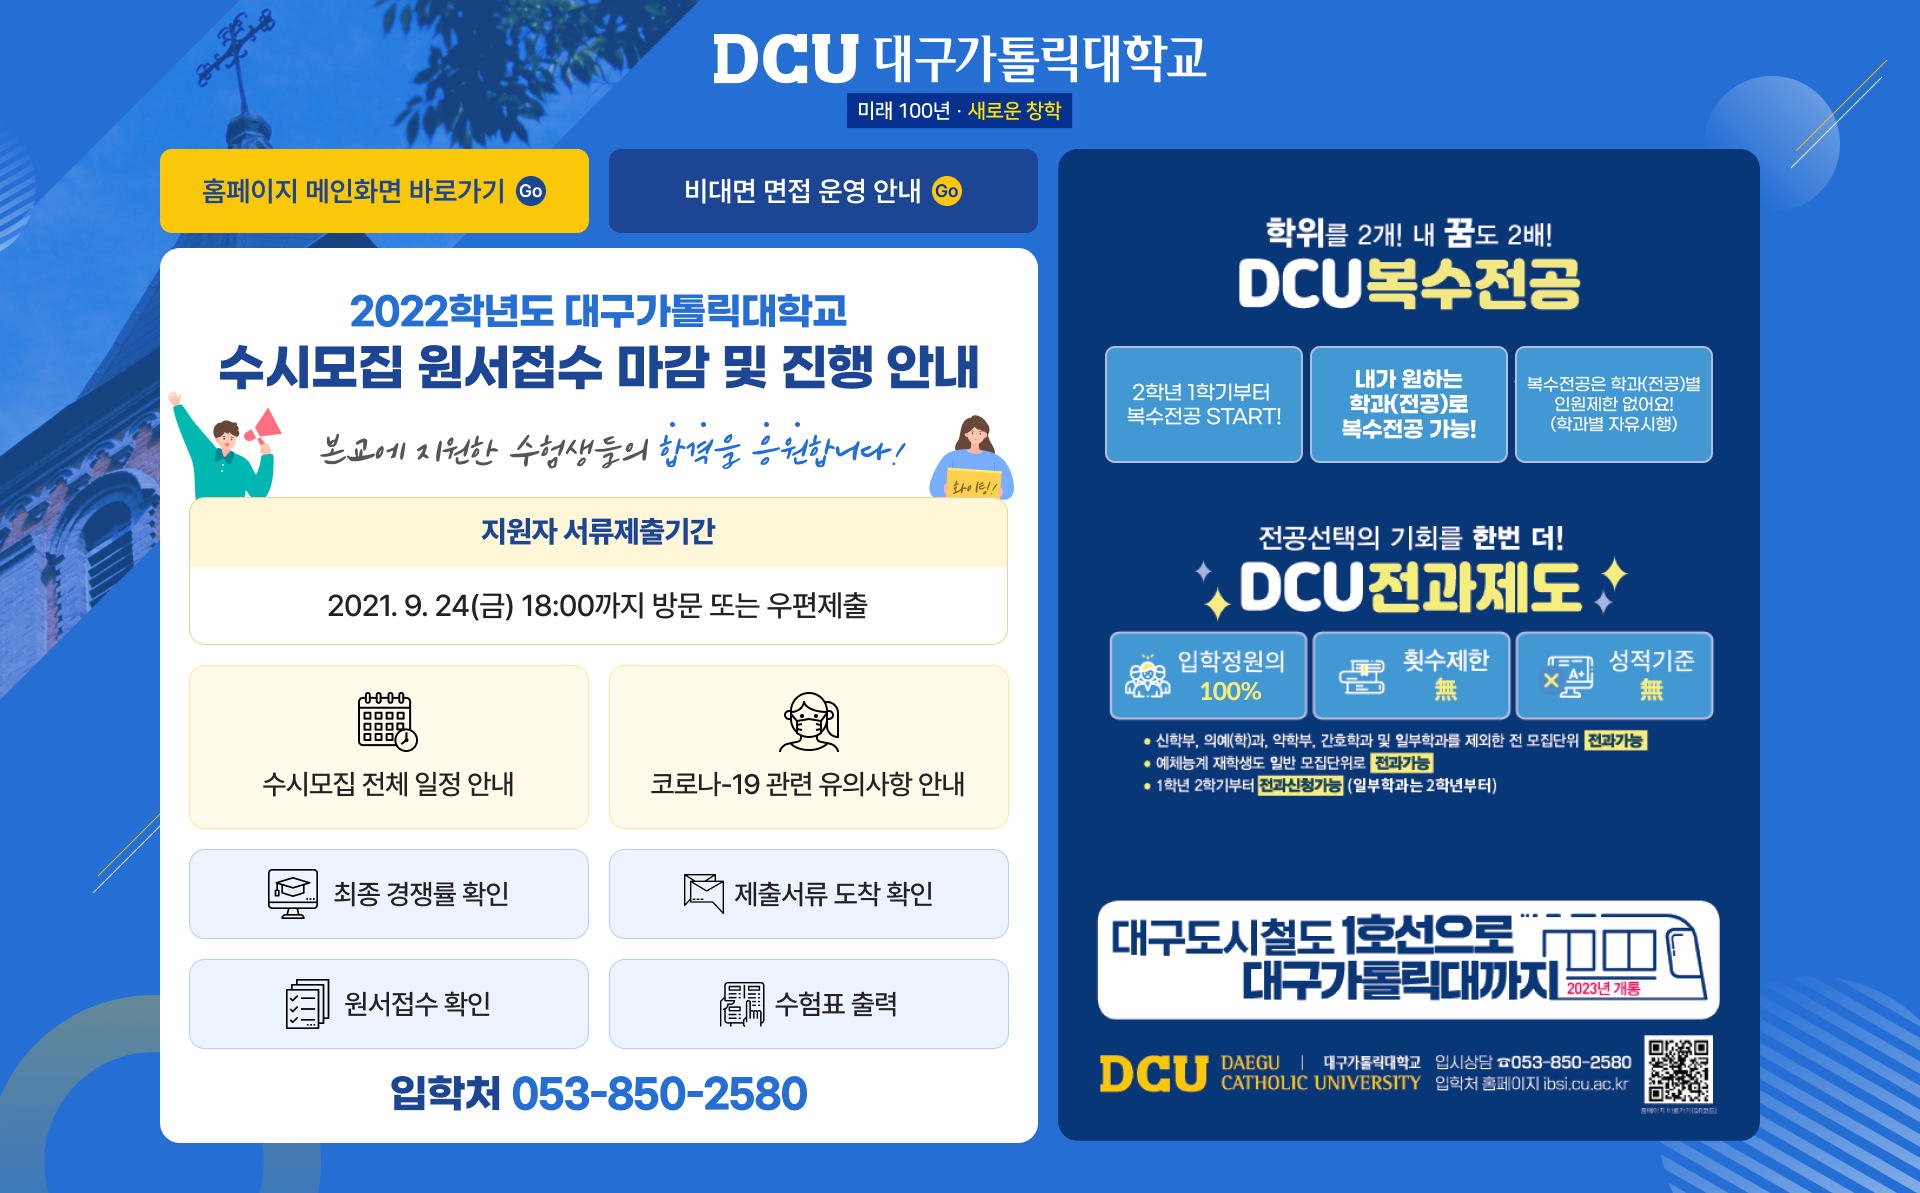 DCU 대구가톨릭대학교
미래 100년 · 새로운 창학
홈페이지 메인화면 바로가기 Go
비대면 면접 운영 안내 Go
2022학년도 대구가톨릭대학교
수시모집 원서접수 마감 및 진행 안내
본교에 지원한 수험생들의 합격을 응원합니다!
화이팅!
지원자 서류제출기간
2021. 9. 24(금) 18:00까지 방문 또는 우편제출
수시모집 전체 일정 안내
코로나-19 관련 유의사항 안내
최종 경쟁률 확인
제출서류 도착 확인
원서접수 확인
수험표 출력
입학처 053-850-2580
학위를 2개! 내 꿈도 2배!
DCU복수전공
2학년 1학기부터
복수전공 START!
내가 원하는
학과(전공)로
복수전공 가능!
복수전공은 학과(전공)별
인원제한 없어요!
(학과별 자유시행)
전공선택의 기회를 한번 더!
DCU전과제도
입학정원의
100%
횟수제한
無
A+
성적기준
無
• 신학부, 의예(학)과, 약학부, 간호학과 및 일부학과를 제외한 전 모집단위 전과가능
• 예체능계 재학생도 일반 모집단위로 전과가능
• 1학년 2학기부터 전과신청가능 (일부학과는 2학년부터)
대구도시철도 1호선으로
대구가톨릭대까지
2023년 개통
DCU DAEGU | 대구가톨릭대학교
CATHOLIC UNIVERSITY
입시상담 ☎053-850-2580
입학처 홈페이지 ibsi.cu.ac.kr
홈페이지 바로가기(QR코드)